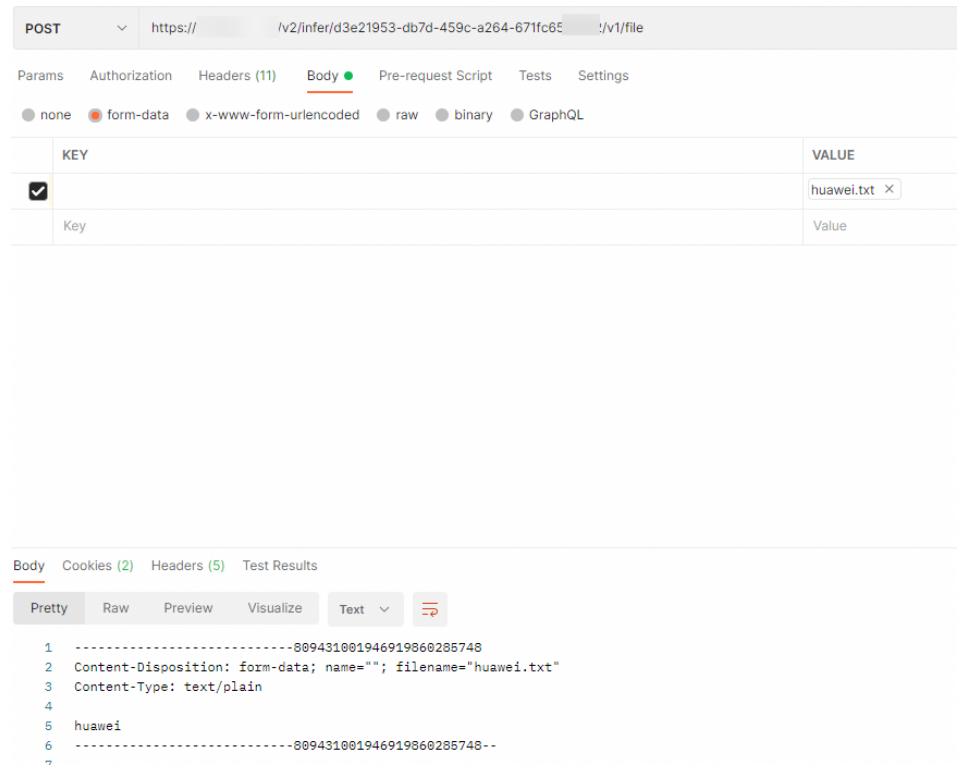 POST https:// /v2/infer/d3e21953-db7d-459c-a264-671fc65 /v1/file
Params Authorization Headers (11) Body Pre-request Script Tests Settings
none form-data x-www-form-urlencoded raw binary GraphQL
KEY VALUE
huawei.txt
Key Value
Body Cookies (2) Headers (5) Test Results
Pretty Raw Preview Visualize Text
1 ----------------------------809431001946919860285748
2 Content-Disposition: form-data; name=""; filename="huawei.txt"
3 Content-Type: text/plain
4
5 huawei
6 ----------------------------809431001946919860285748--
7